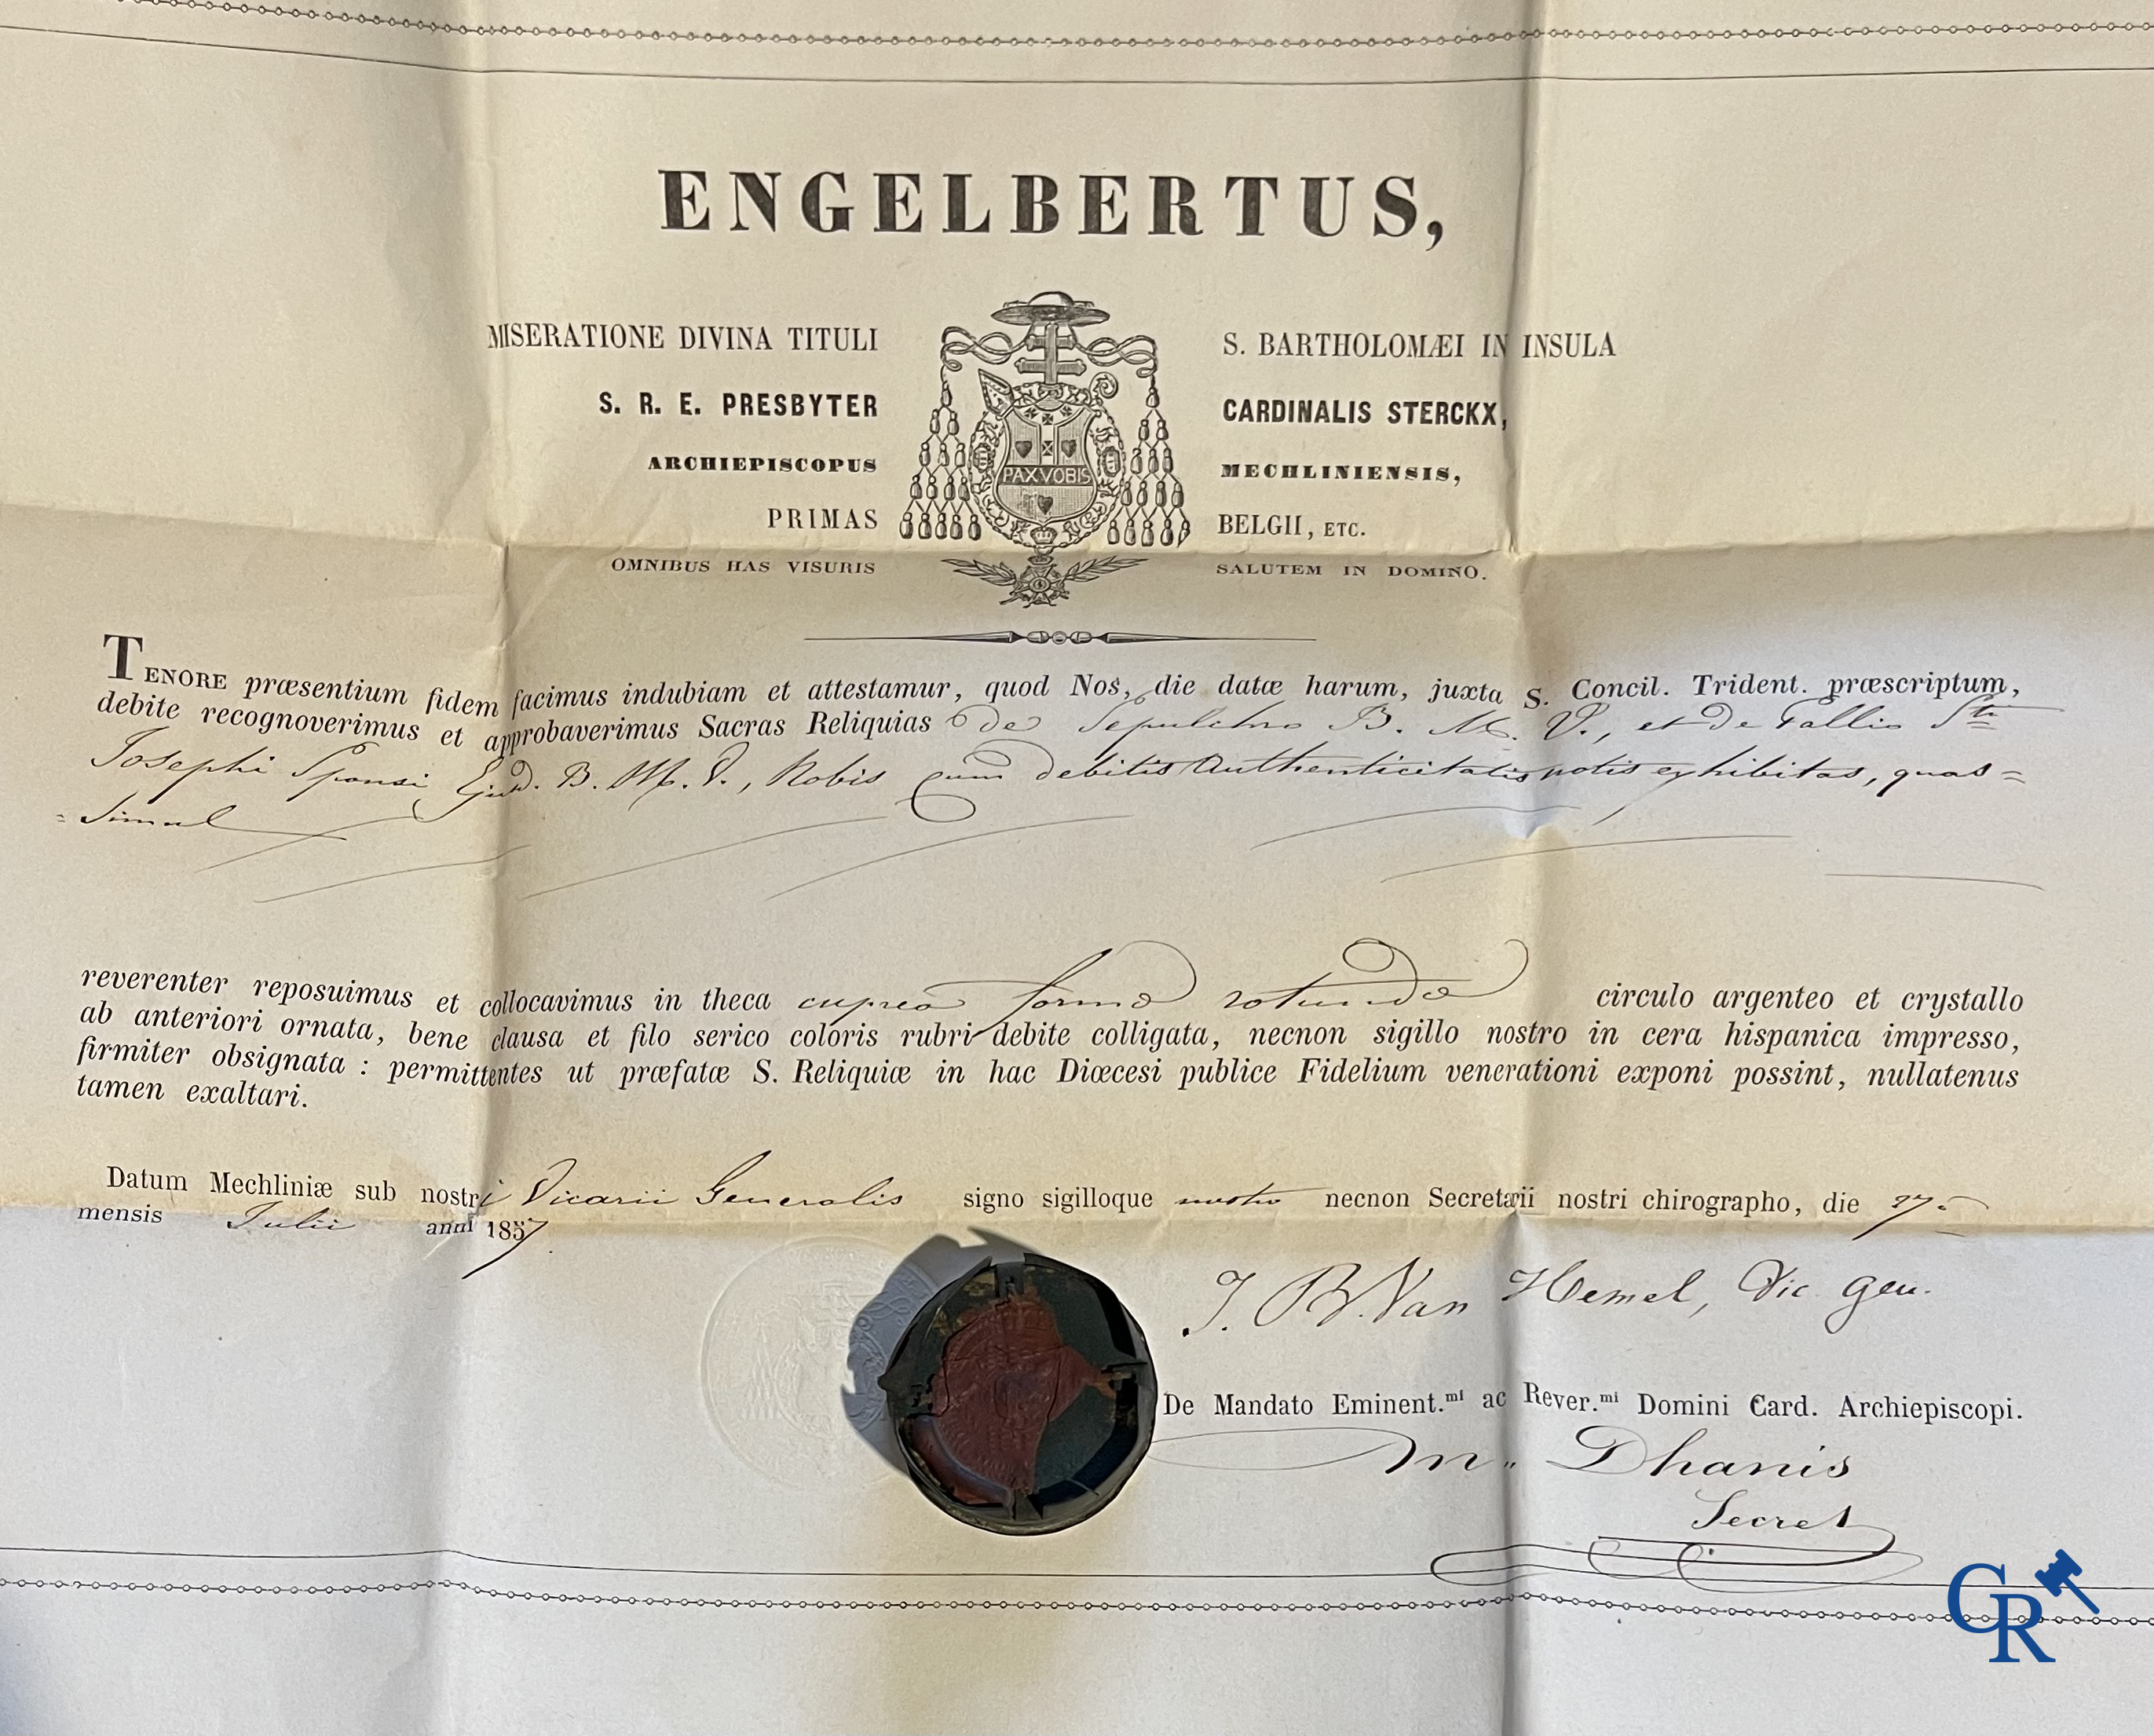 ENGELBERTUS,
MISERATIONE DIVINA TITULI S. BARTHOLOMÆI IN INSULA
S. R. E. PRESBYTER CARDINALIS STERCKX,
ARCHIEPISCOPUS MECHLINIENSIS,
PAX VOBIS
PRIMAS BELGII, ETC.
OMNIBUS HAS VISURIS SALUTEM IN DOMINO.
TENORE præsentium fidem facimus indubiam et attestamur, quod Nos, die datæ harum, juxta S. Concil. Trident. præscriptum,
debite recognoverimus et approbaverimus Sacras Reliquias de Sepulchro B. M. V., et de Pallio Sti
Josephi Sponsi Ejusd. B. M. V., Nobis cum debitis Authenticitatis notis exhibitas, quas =
= simul
reverenter reposuimus et collocavimus in theca cuprea formæ rotundæ circulo argenteo et crystallo
ab anteriori ornata, bene clausa et filo serico coloris rubri debite colligata, necnon sigillo nostro in cera hispanica impresso,
firmiter obsignata : permittentes ut præfatæ S. Reliquiæ in hac Diœcesi publice Fidelium venerationi exponi possint, nullatenus
tamen exaltari.
Datum Mechliniæ sub nostri Vicarii Generalis signo sigilloque nostro necnon Secretarii nostri chirographo, die 27.
mensis Julii anni 1857.
J. B. Van Hemel, Vic. gen.
De Mandato Eminent.mi ac Rever.mi Domini Card. Archiepiscopi.
M. Dhanis
Secret
CR